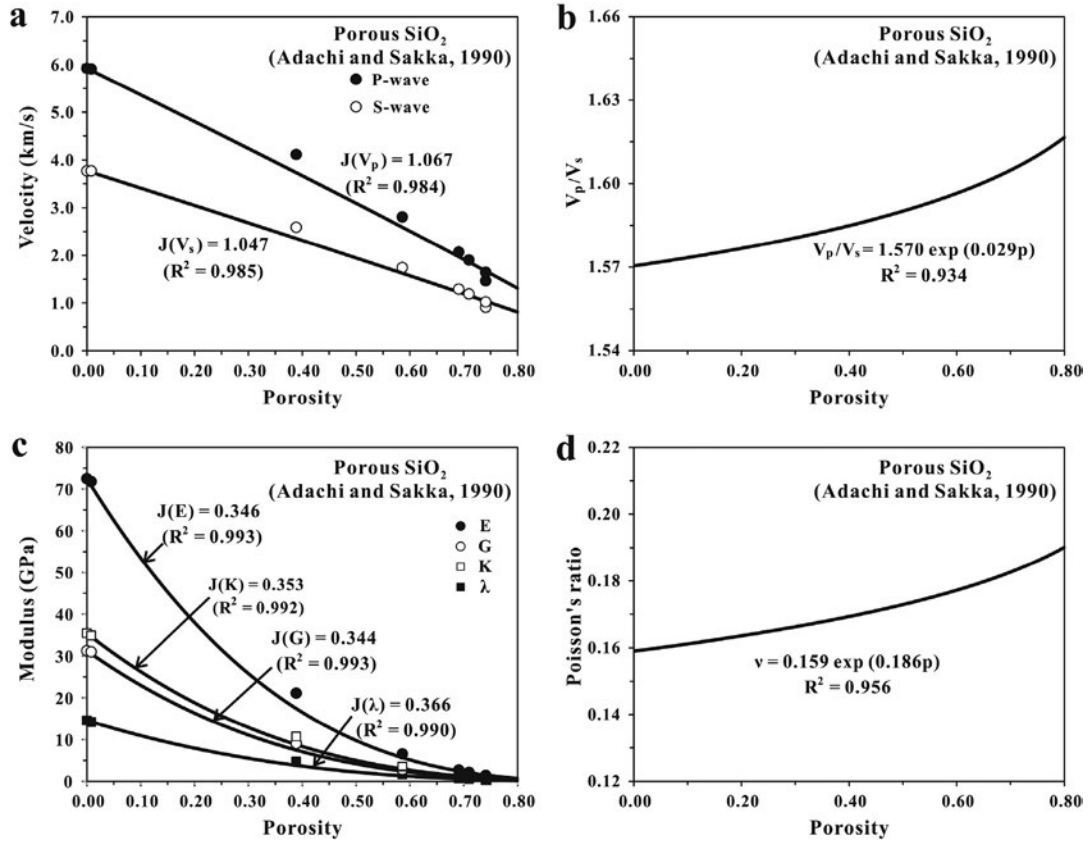 a
7.0
6.0
5.0
4.0
3.0
2.0
1.0
0.0
Velocity (km/s)
Porous SiO2
(Adachi and Sakka, 1990)
P-wave
S-wave
J(Vp) = 1.067
(R² = 0.984)
J(Vs) = 1.047
(R² = 0.985)
0.00 0.10 0.20 0.30 0.40 0.50 0.60 0.70 0.80
Porosity
b
1.66
1.63
1.60
1.57
1.54
Vp/Vs
Porous SiO2
(Adachi and Sakka, 1990)
Vp/Vs = 1.570 exp (0.029p)
R² = 0.934
0.00 0.20 0.40 0.60 0.80
Porosity
c
80
70
60
50
40
30
20
10
0
Modulus (GPa)
Porous SiO2
(Adachi and Sakka, 1990)
E
G
K
λ
J(E) = 0.346
(R² = 0.993)
J(K) = 0.353
(R² = 0.992)
J(G) = 0.344
(R² = 0.993)
J(λ) = 0.366
(R² = 0.990)
0.00 0.10 0.20 0.30 0.40 0.50 0.60 0.70 0.80
Porosity
d
0.22
0.20
0.18
0.16
0.14
0.12
Poisson's ratio
Porous SiO2
(Adachi and Sakka, 1990)
ν = 0.159 exp (0.186p)
R² = 0.956
0.00 0.20 0.40 0.60 0.80
Porosity